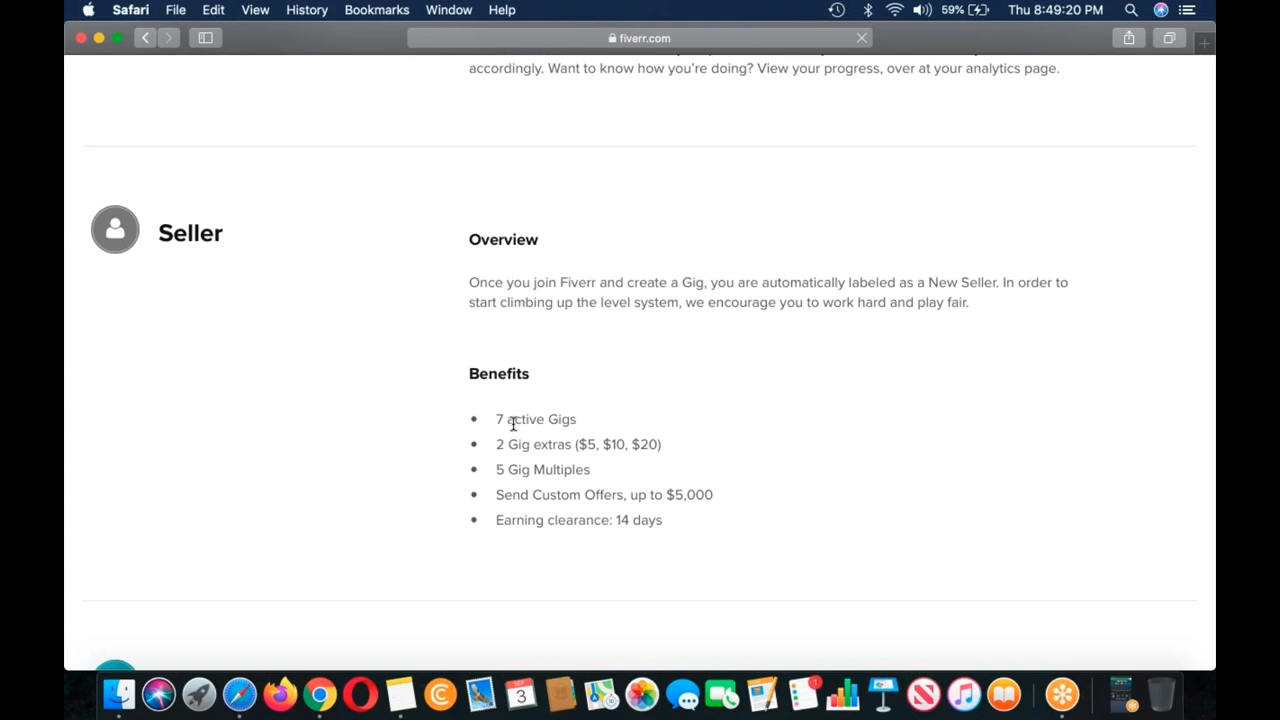 Safari File Edit View History Bookmarks Window Help 59% Thu 8:49:20 PM
fiverr.com
accordingly. Want to know how you're doing? View your progress, over at your analytics page.
Seller
Overview
Once you join Fiverr and create a Gig, you are automatically labeled as a New Seller. In order to
start climbing up the level system, we encourage you to work hard and play fair.
Benefits
• 7 active Gigs
• 2 Gig extras ($5, $10, $20)
• 5 Gig Multiples
• Send Custom Offers, up to $5,000
• Earning clearance: 14 days
3
1